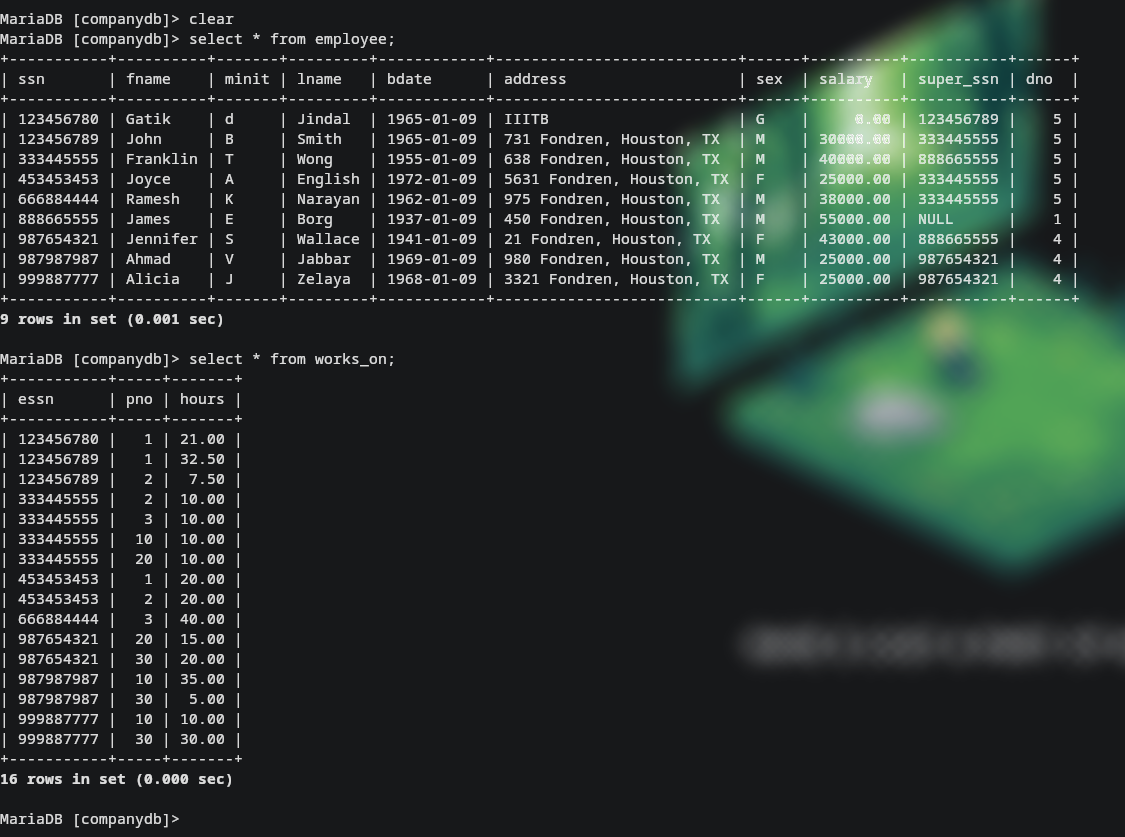 MariaDB [companydb]> clear
MariaDB [companydb]> select * from employee;
+-----------+----------+-------+---------+------------+---------------------------+------+----------+-----------+------+
| ssn       | fname    | minit | lname   | bdate      | address                   | sex  | salary   | super_ssn | dno  |
+-----------+----------+-------+---------+------------+---------------------------+------+----------+-----------+------+
| 123456780 | Gatik    | d     | Jindal  | 1965-01-09 | IIITB                     | G    |     0.00 | 123456789 |    5 |
| 123456789 | John     | B     | Smith   | 1965-01-09 | 731 Fondren, Houston, TX  | M    | 30000.00 | 333445555 |    5 |
| 333445555 | Franklin | T     | Wong    | 1955-01-09 | 638 Fondren, Houston, TX  | M    | 40000.00 | 888665555 |    5 |
| 453453453 | Joyce    | A     | English | 1972-01-09 | 5631 Fondren, Houston, TX | F    | 25000.00 | 333445555 |    5 |
| 666884444 | Ramesh   | K     | Narayan | 1962-01-09 | 975 Fondren, Houston, TX  | M    | 38000.00 | 333445555 |    5 |
| 888665555 | James    | E     | Borg    | 1937-01-09 | 450 Fondren, Houston, TX  | M    | 55000.00 | NULL      |    1 |
| 987654321 | Jennifer | S     | Wallace | 1941-01-09 | 21 Fondren, Houston, TX   | F    | 43000.00 | 888665555 |    4 |
| 987987987 | Ahmad    | V     | Jabbar  | 1969-01-09 | 980 Fondren, Houston, TX  | M    | 25000.00 | 987654321 |    4 |
| 999887777 | Alicia   | J     | Zelaya  | 1968-01-09 | 3321 Fondren, Houston, TX | F    | 25000.00 | 987654321 |    4 |
+-----------+----------+-------+---------+------------+---------------------------+------+----------+-----------+------+
9 rows in set (0.001 sec)

MariaDB [companydb]> select * from works_on;
+-----------+-----+-------+
| essn      | pno | hours |
+-----------+-----+-------+
| 123456780 |   1 | 21.00 |
| 123456789 |   1 | 32.50 |
| 123456789 |   2 |  7.50 |
| 333445555 |   2 | 10.00 |
| 333445555 |   3 | 10.00 |
| 333445555 |  10 | 10.00 |
| 333445555 |  20 | 10.00 |
| 453453453 |   1 | 20.00 |
| 453453453 |   2 | 20.00 |
| 666884444 |   3 | 40.00 |
| 987654321 |  20 | 15.00 |
| 987654321 |  30 | 20.00 |
| 987987987 |  10 | 35.00 |
| 987987987 |  30 |  5.00 |
| 999887777 |  10 | 10.00 |
| 999887777 |  30 | 30.00 |
+-----------+-----+-------+
16 rows in set (0.000 sec)

MariaDB [companydb]>